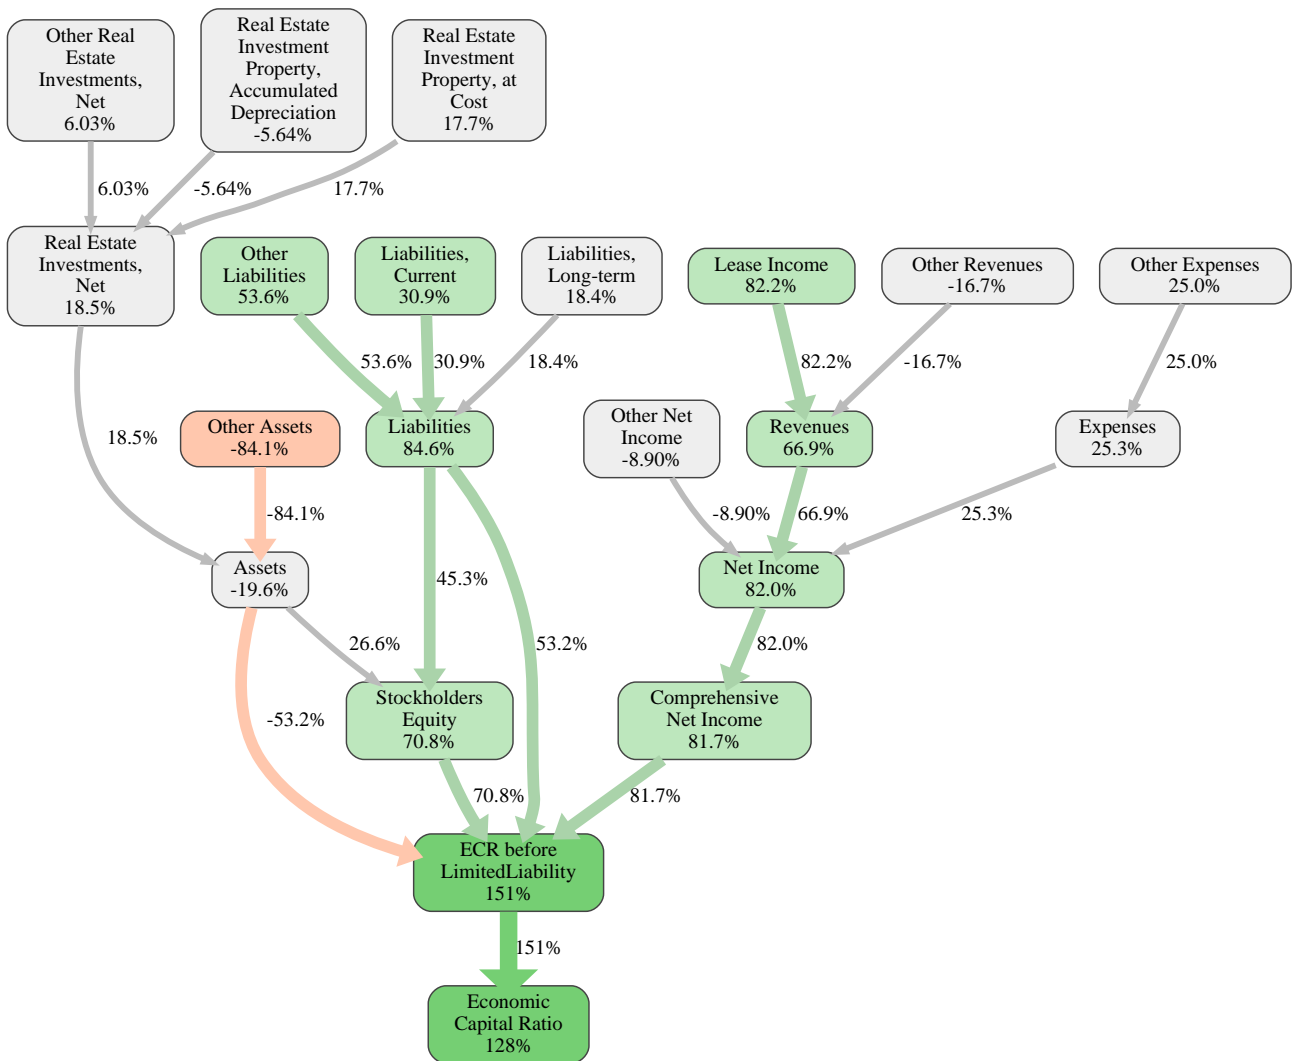 Other Real
Estate
Investments,
Net
6.03%
Real Estate
Investment
Property,
Accumulated
Depreciation
-5.64%
Real Estate
Investment
Property, at
Cost
17.7%
6.03%
-5.64%
17.7%
Real Estate
Investments,
Net
18.5%
Other
Liabilities
53.6%
Liabilities,
Current
30.9%
Liabilities,
Long-term
18.4%
Lease Income
82.2%
Other Revenues
-16.7%
Other Expenses
25.0%
53.6%
30.9%
18.4%
82.2%
-16.7%
25.0%
18.5%
Other Assets
-84.1%
Liabilities
84.6%
Other Net
Income
-8.90%
Revenues
66.9%
Expenses
25.3%
-84.1%
-8.90%
66.9%
25.3%
Assets
-19.6%
45.3%
Net Income
82.0%
26.6%
53.2%
82.0%
-53.2%
Stockholders
Equity
70.8%
Comprehensive
Net Income
81.7%
70.8%
81.7%
ECR before
LimitedLiability
151%
151%
Economic
Capital Ratio
128%